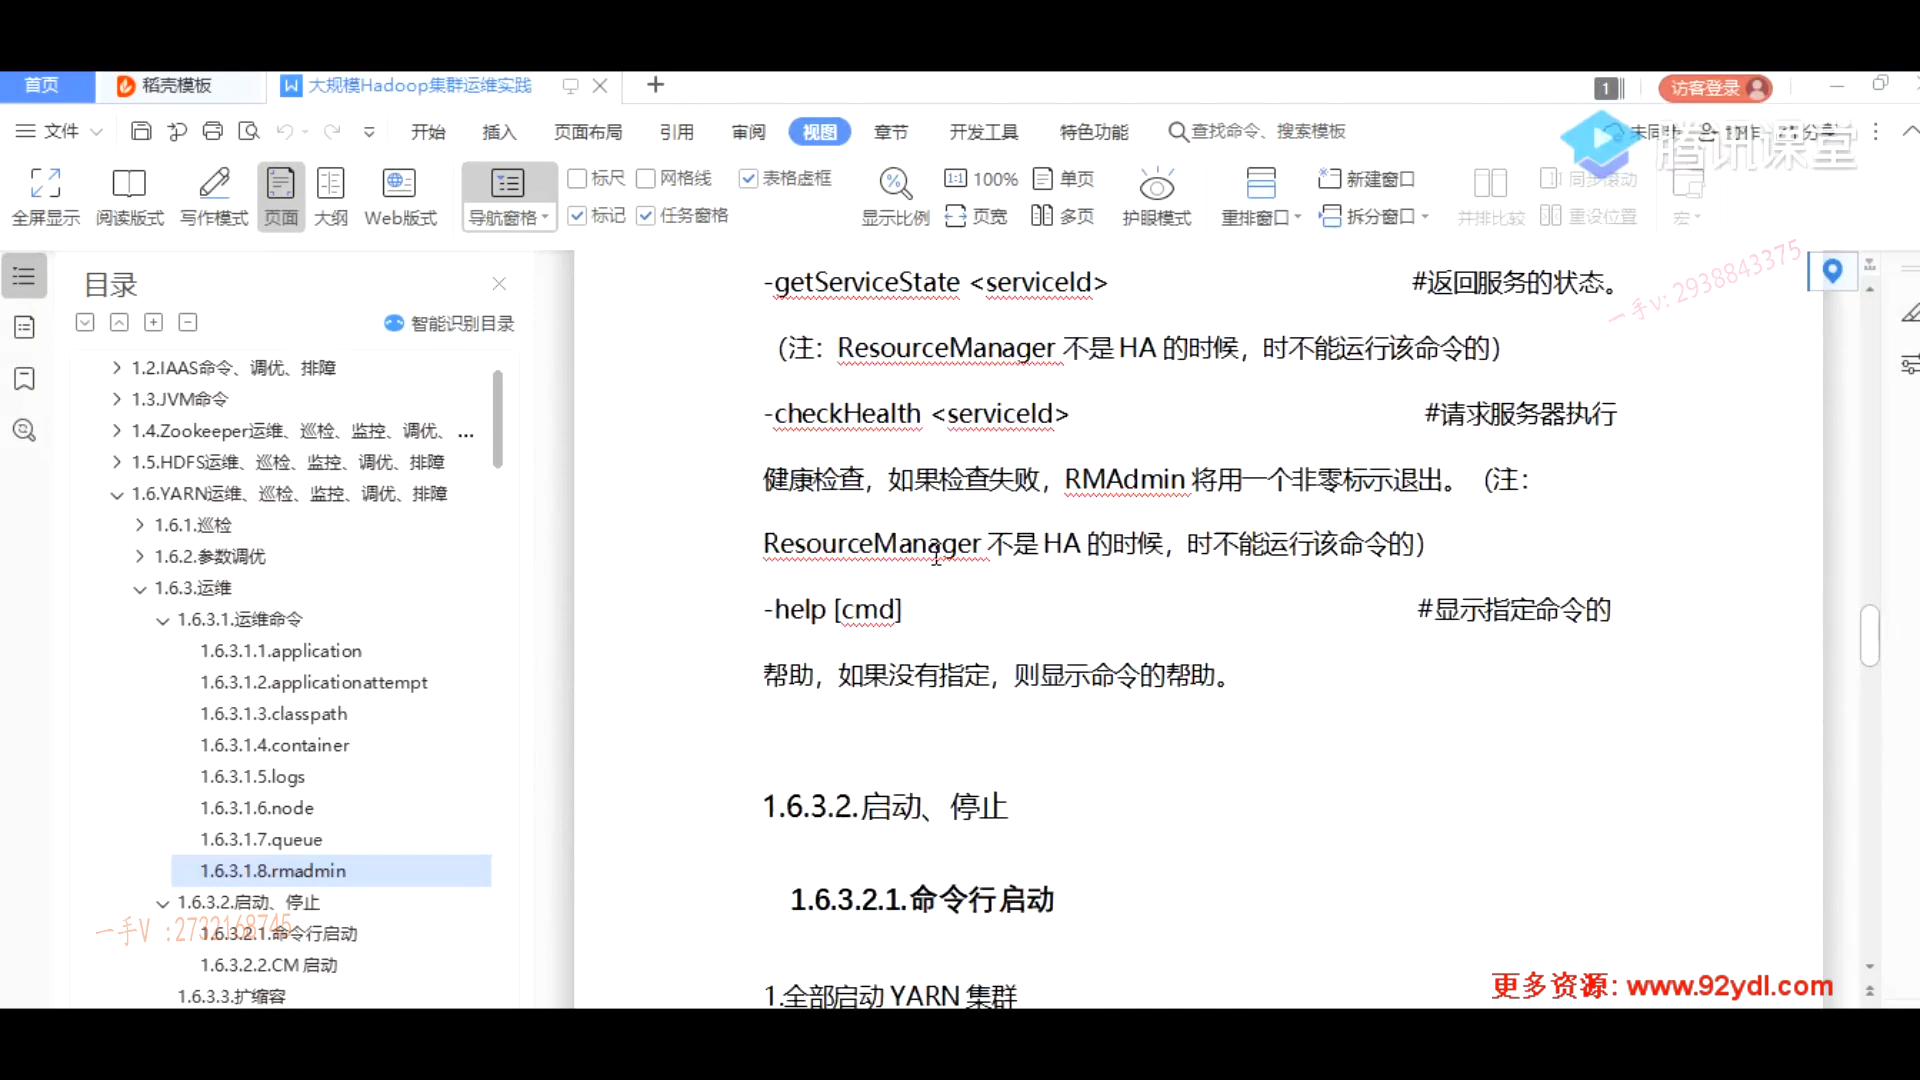 首页
稻壳模板
大规模Hadoop集群运维实践
1
访客登录
文件
开始
插入
页面布局
引用
审阅
视图
章节
开发工具
特色功能
查找命令、搜索模板
腾讯课堂
全屏显示
阅读版式
写作模式
页面
大纲
Web版式
导航窗格
标尺
网格线
表格虚框
标记
任务窗格
显示比例
1:1 100%
单页
页宽
多页
护眼模式
重排窗口
新建窗口
拆分窗口
并排比较
同步滚动
重设位置
宏
目录
智能识别目录
1.2.IAAS命令、调优、排障
1.3.JVM命令
1.4.Zookeeper运维、巡检、监控、调优、 ...
1.5.HDFS运维、巡检、监控、调优、排障
1.6.YARN运维、巡检、监控、调优、排障
1.6.1.巡检
1.6.2.参数调优
1.6.3.运维
1.6.3.1.运维命令
1.6.3.1.1.application
1.6.3.1.2.applicationattempt
1.6.3.1.3.classpath
1.6.3.1.4.container
1.6.3.1.5.logs
1.6.3.1.6.node
1.6.3.1.7.queue
1.6.3.1.8.rmadmin
1.6.3.2.启动、停止
1.6.3.2.1.命令行启动
1.6.3.2.2.CM 启动
1.6.3.3.扩缩容
一手V :2732168745
-getServiceState <serviceId> #返回服务的状态。
（注：ResourceManager 不是 HA 的时候，时不能运行该命令的）
-checkHealth <serviceId> #请求服务器执行
健康检查，如果检查失败，RMAdmin 将用一个非零标示退出。（注：
ResourceManager 不是 HA 的时候，时不能运行该命令的）
-help [cmd] #显示指定命令的
帮助，如果没有指定，则显示命令的帮助。
1.6.3.2.启动、停止
1.6.3.2.1.命令行启动
1.全部启动 YARN 集群
一手v: 2938843375
更多资源: www.92ydl.com